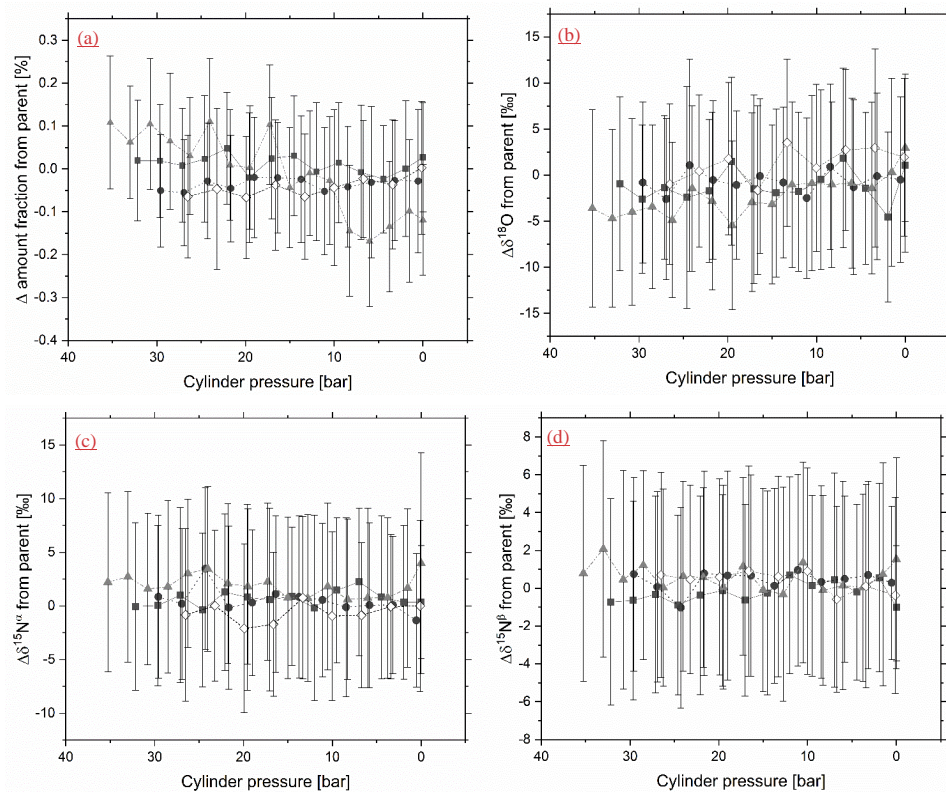 (a)
Δ amount fraction from parent [%]
0.3
0.2
0.1
0.0
-0.1
-0.2
-0.3
-0.4
40 30 20 10 0
Cylinder pressure [bar]
(b)
Δδ¹⁸O from parent [‰]
15
10
5
0
-5
-10
-15
40 30 20 10 0
Cylinder pressure [bar]
(c)
Δδ¹⁵Nᵅ from parent [‰]
15
10
5
0
-5
-10
40 30 20 10 0
Cylinder pressure [bar]
(d)
Δδ¹⁵Nᵝ from parent [‰]
8
6
4
2
0
-2
-4
-6
-8
40 30 20 10 0
Cylinder pressure [bar]